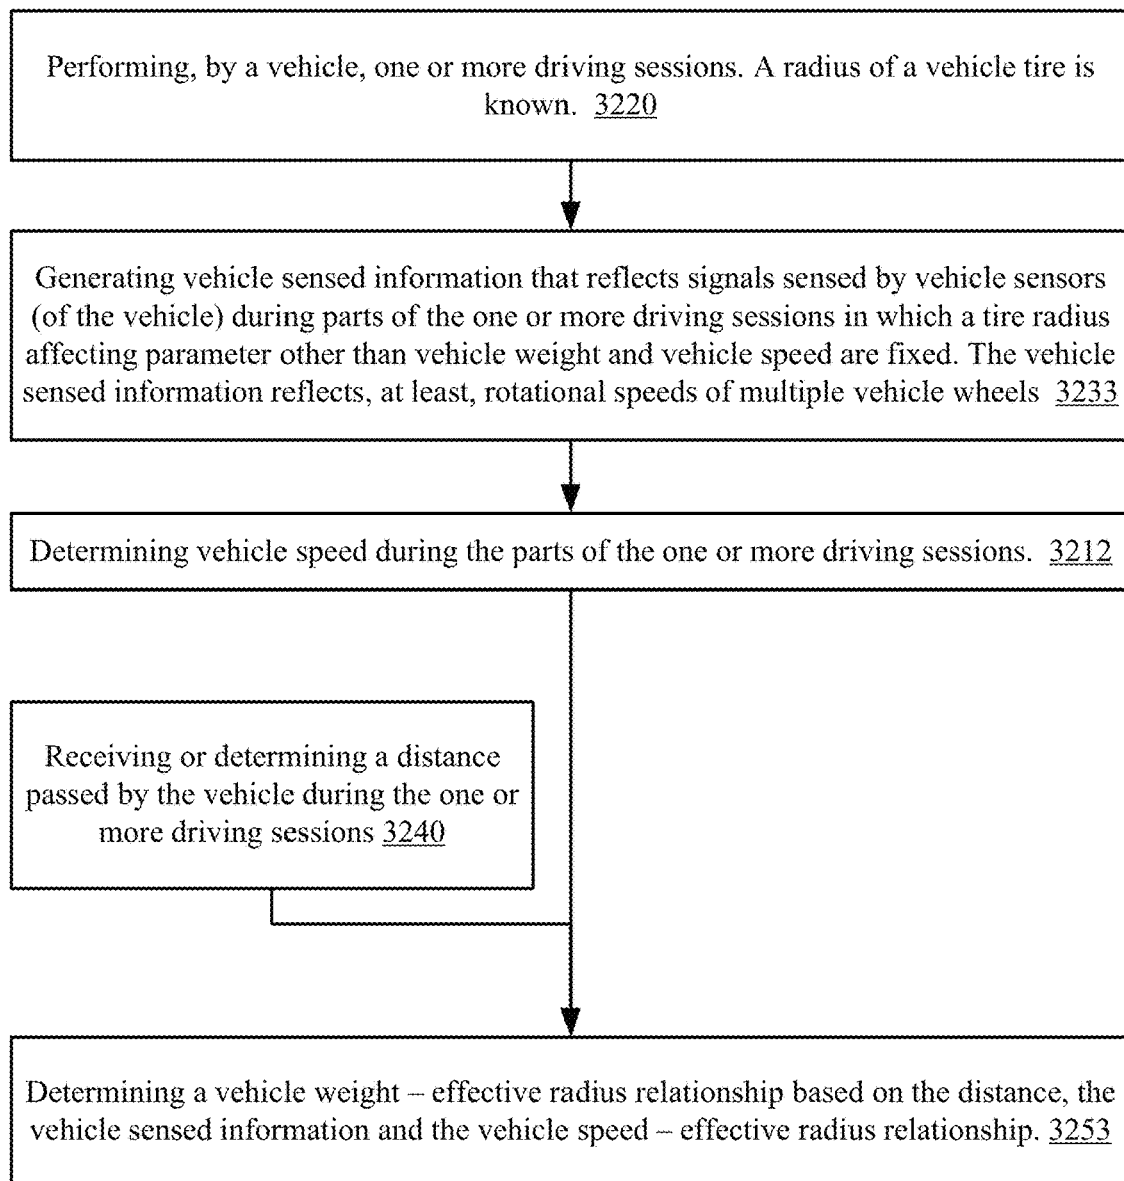 Performing, by a vehicle, one or more driving sessions. A radius of a vehicle tire is
known. 3220
Generating vehicle sensed information that reflects signals sensed by vehicle sensors
(of the vehicle) during parts of the one or more driving sessions in which a tire radius
affecting parameter other than vehicle weight and vehicle speed are fixed. The vehicle
sensed information reflects, at least, rotational speeds of multiple vehicle wheels 3233
Determining vehicle speed during the parts of the one or more driving sessions. 3212
Receiving or determining a distance
passed by the vehicle during the one or
more driving sessions 3240
Determining a vehicle weight – effective radius relationship based on the distance, the
vehicle sensed information and the vehicle speed – effective radius relationship. 3253